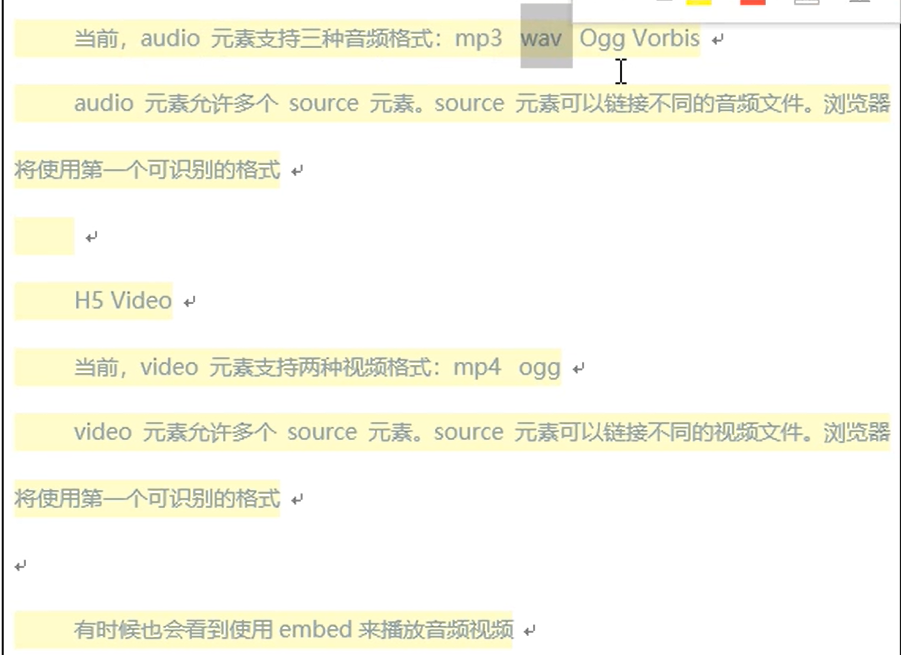 当前，audio 元素支持三种音频格式：mp3 wav Ogg Vorbis
audio 元素允许多个 source 元素。source 元素可以链接不同的音频文件。浏览器
将使用第一个可识别的格式
H5 Video
当前，video 元素支持两种视频格式：mp4 ogg
video 元素允许多个 source 元素。source 元素可以链接不同的视频文件。浏览器
将使用第一个可识别的格式
有时候也会看到使用 embed 来播放音频视频